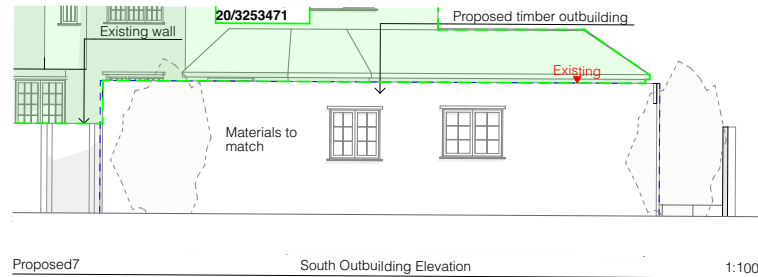 20/3253471
Proposed timber outbuilding
Existing wall
Existing
Materials to
match
Proposed7
South Outbuilding Elevation
1:100